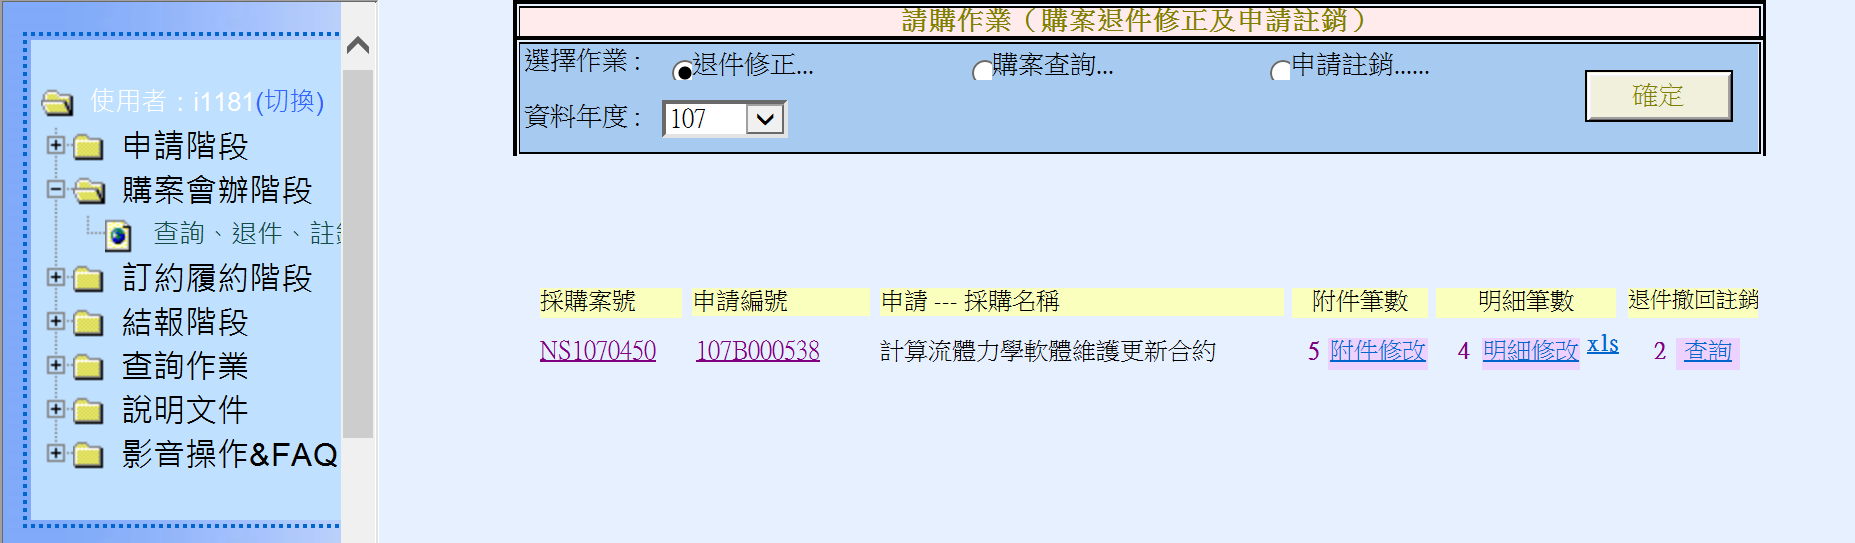 使用者：i1181(切換)
申請階段
購案會辦階段
查詢、退件、註
訂約履約階段
結報階段
查詢作業
說明文件
影音操作&FAQ
請購作業（購案退件修正及申請註銷）
選擇作業： 退件修正... 購案查詢... 申請註銷......
資料年度： 107 確定
採購案號 申請編號 申請 --- 採購名稱 附件筆數 明細筆數 退件撤回註銷
NS1070450 107B000538 計算流體力學軟體維護更新合約 5 附件修改 4 明細修改 xls 2 查詢